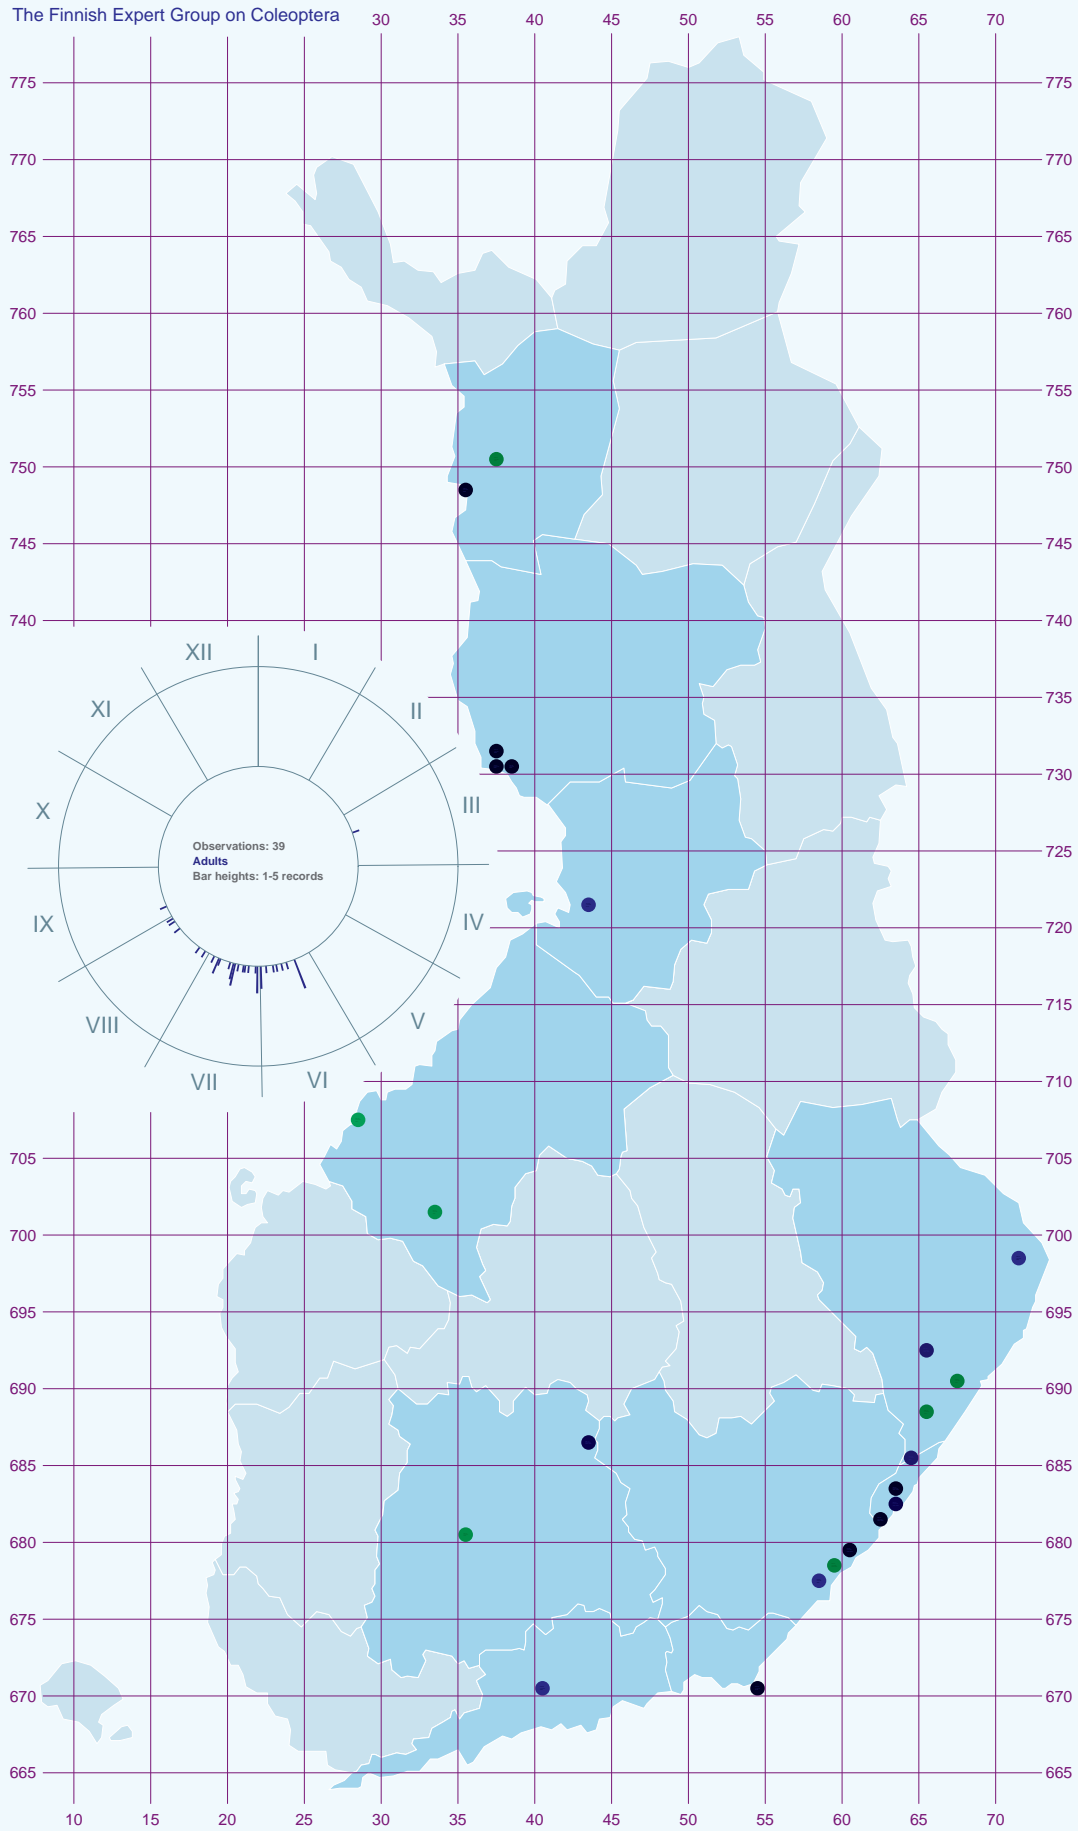 The Finnish Expert Group on Coleoptera
30 35 40 45 50 55 60 65 70
775 775
770 770
765 765
760 760
755 755
750 750
745 745
740 740
XII I
XI II
735
730
X III
Observations: 39
Adults
Bar heights: 1-5 records
725
IX IV
720
715
VIII V
VII VI
710
705 705
700 700
695 695
690 690
685 685
680 680
675 675
670 670
665 665
10 15 20 25 30 35 40 45 50 55 60 65 70